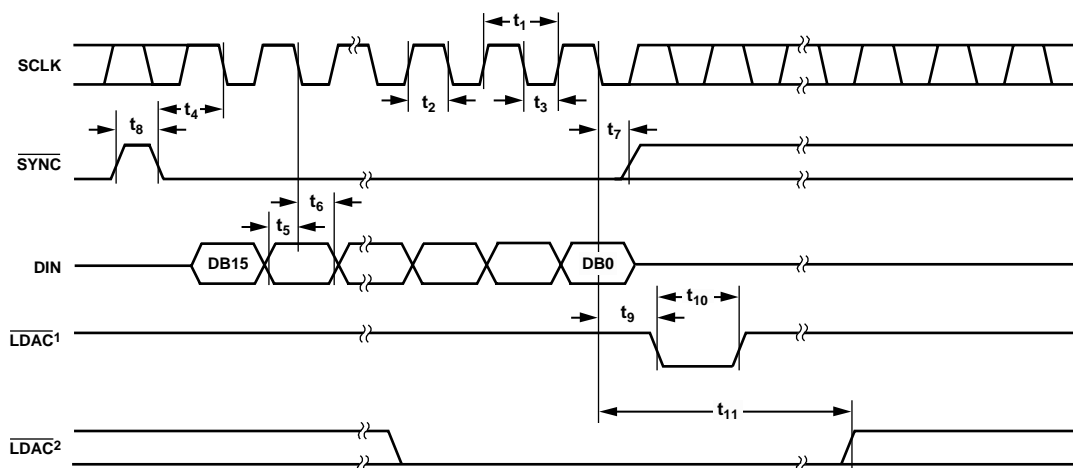 t1
SCLK
t2
t3
t4
t8
t7
SYNC
t6
t5
DIN
DB15
DB0
t10
t9
LDAC1
t11
LDAC2